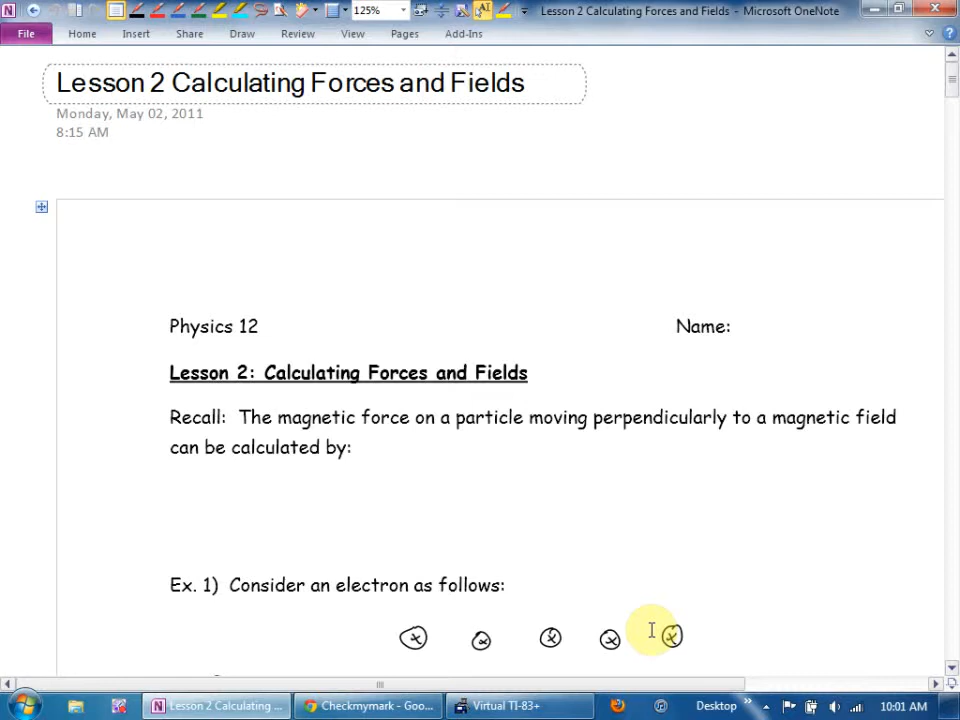 125%
Lesson 2 Calculating Forces and Fields - Microsoft OneNote
File Home Insert Share Draw Review View Pages Add-Ins
Lesson 2 Calculating Forces and Fields
Monday, May 02, 2011
8:15 AM
Physics 12 Name:
Lesson 2: Calculating Forces and Fields
Recall: The magnetic force on a particle moving perpendicularly to a magnetic field
can be calculated by:
Ex. 1) Consider an electron as follows:
Lesson 2 Calculating ... Checkmymark - Goo... Virtual TI-83+ Desktop 10:01 AM